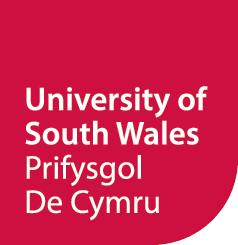 University of
South Wales
Prifysgol
De Cymru